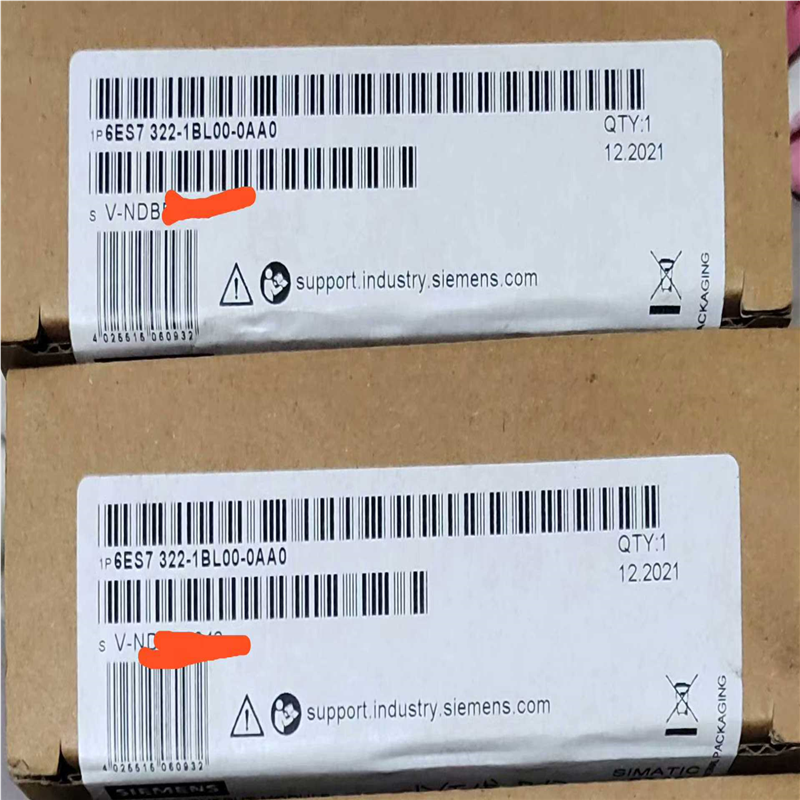 1P 6ES7 322-1BL00-0AA0
QTY:1
12.2021
S V-NDB
support.industry.siemens.com
4 025515 060932
PACKAGING
1P 6ES7 322-1BL00-0AA0
QTY:1
12.2021
S V-ND
support.industry.siemens.com
4 025515 060932
PACKAGING
SIEMENS
SIMATIC